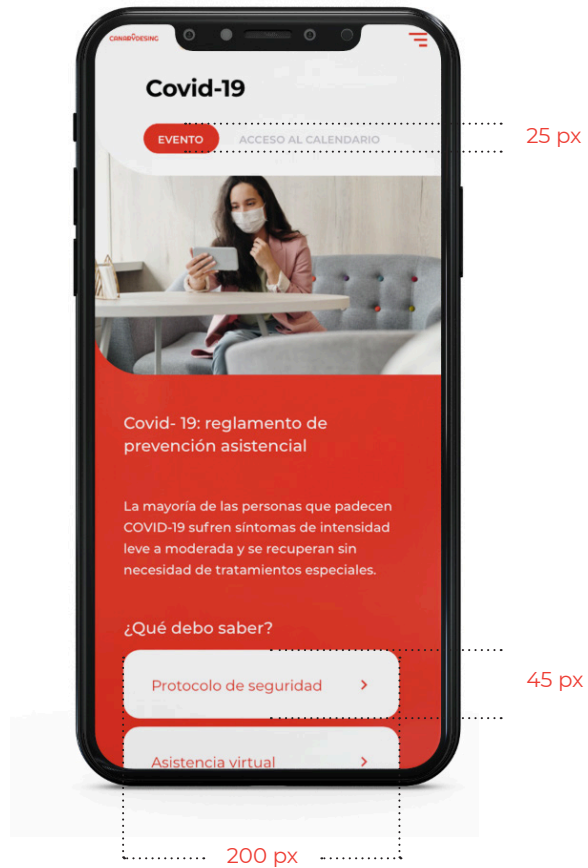 CANARYDESING
Covid-19
EVENTO
ACCESO AL CALENDARIO
25 px
Covid- 19: reglamento de
prevención asistencial
La mayoría de las personas que padecen
COVID-19 sufren síntomas de intensidad
leve a moderada y se recuperan sin
necesidad de tratamientos especiales.
¿Qué debo saber?
Protocolo de seguridad
45 px
Asistencia virtual
200 px